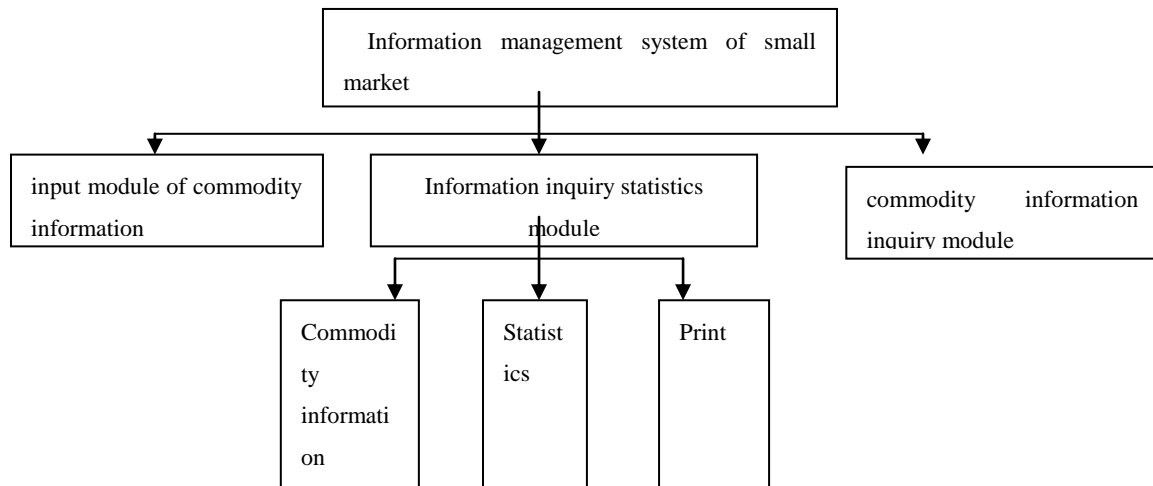 Information management system of small
market
input module of commodity
information
Information inquiry statistics
module
commodity information
inquiry module
Commodi
ty
informati
on
Statist
ics
Print